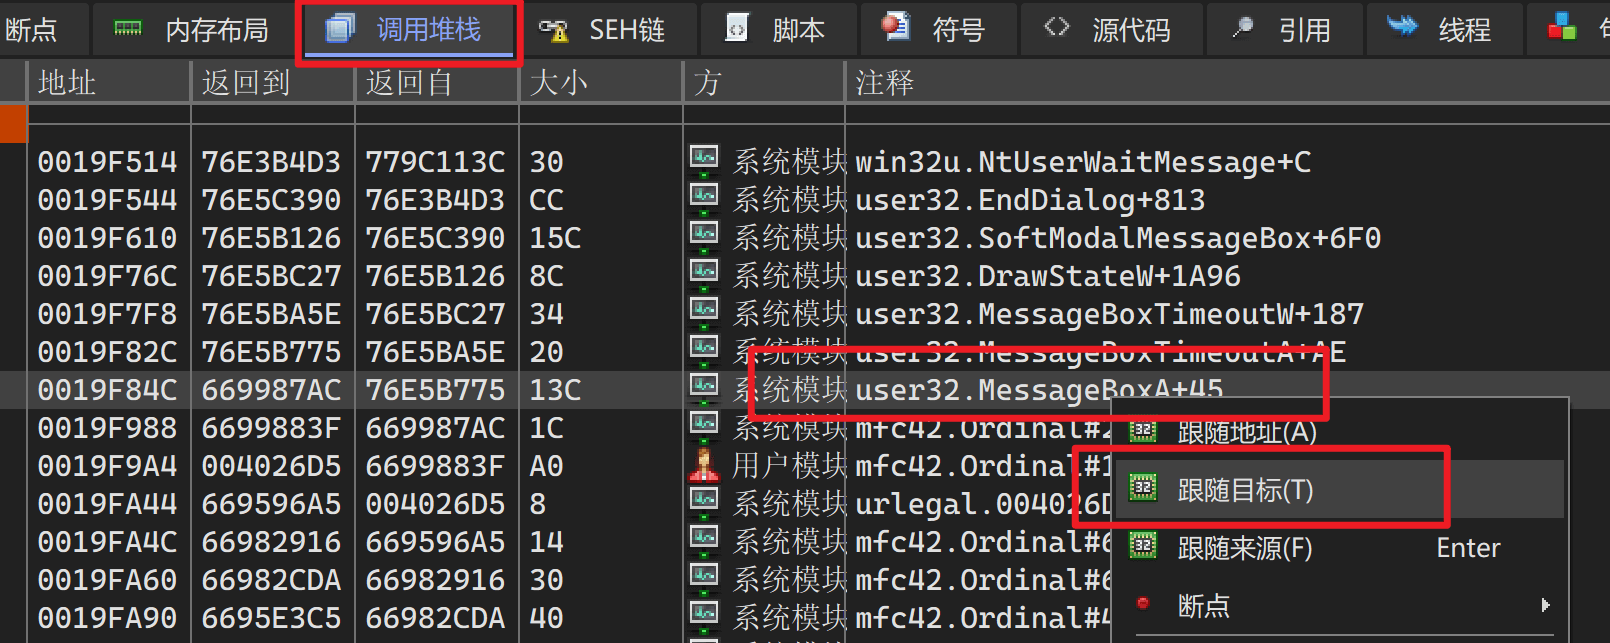 断点 内存布局 调用堆栈 SEH链 脚本 符号 源代码 引用 线程
地址 返回到 返回自 大小 方 注释
0019F514 76E3B4D3 779C113C 30 系统模块 win32u.NtUserWaitMessage+C
0019F544 76E5C390 76E3B4D3 CC 系统模块 user32.EndDialog+813
0019F610 76E5B126 76E5C390 15C 系统模块 user32.SoftModalMessageBox+6F0
0019F76C 76E5BC27 76E5B126 8C 系统模块 user32.DrawStateW+1A96
0019F7F8 76E5BA5E 76E5BC27 34 系统模块 user32.MessageBoxTimeoutW+187
0019F82C 76E5B775 76E5BA5E 20 系统模块 user32.MessageBoxTimeoutA+AE
0019F84C 669987AC 76E5B775 13C 系统模块 user32.MessageBoxA+45
0019F988 6699883F 669987AC 1C 系统模块 mfc42.Ordinal#2
跟随地址(A)
0019F9A4 004026D5 6699883F A0 用户模块 mfc42.Ordinal#1
跟随目标(T)
0019FA44 669596A5 004026D5 8 系统模块 urlegal.004026D
0019FA4C 66982916 669596A5 14 系统模块 mfc42.Ordinal#6
跟随来源(F) Enter
0019FA60 66982CDA 66982916 30 系统模块 mfc42.Ordinal#6
0019FA90 6695E3C5 66982CDA 40 系统模块 mfc42.Ordinal#4
断点